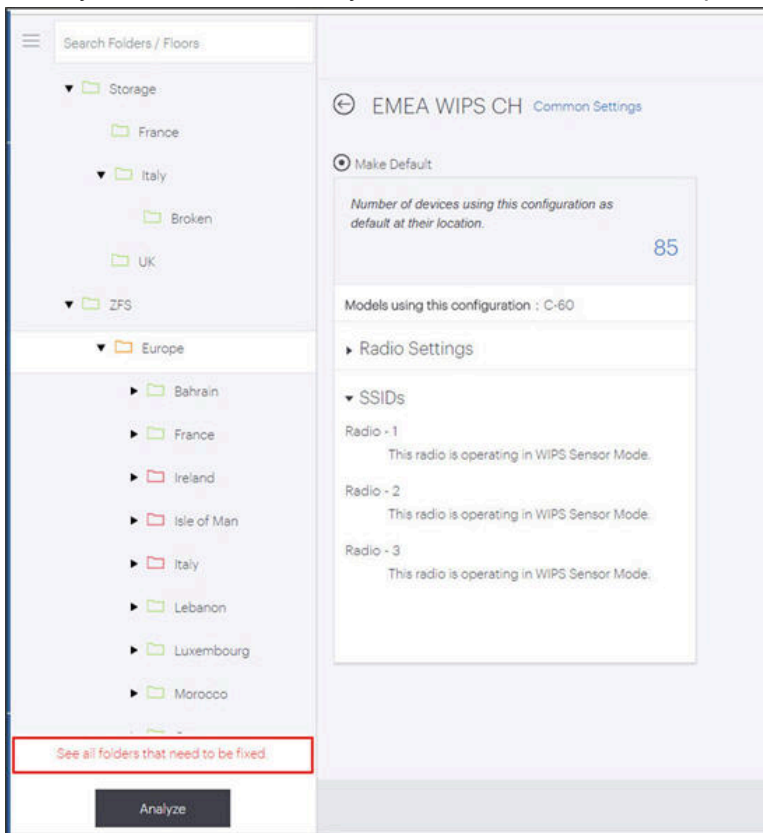 Search Folders / Floors
Storage
France
Italy
Broken
UK
ZFS
Europe
Bahrain
France
Ireland
Isle of Man
Italy
Lebanon
Luxembourg
Morocco
See all folders that need to be fixed.
Analyze
EMEA WIPS CH Common Settings
Make Default
Number of devices using this configuration as
default at their location.
85
Models using this configuration : C-60
Radio Settings
SSIDs
Radio - 1
This radio is operating in WIPS Sensor Mode.
Radio - 2
This radio is operating in WIPS Sensor Mode.
Radio - 3
This radio is operating in WIPS Sensor Mode.